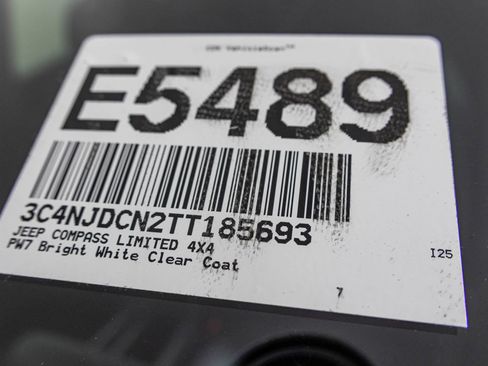 E5489
3C4NJDCN2TT185693
JEEP COMPASS LIMITED 4X4
PW7 Bright White Clear Coat
I25
7